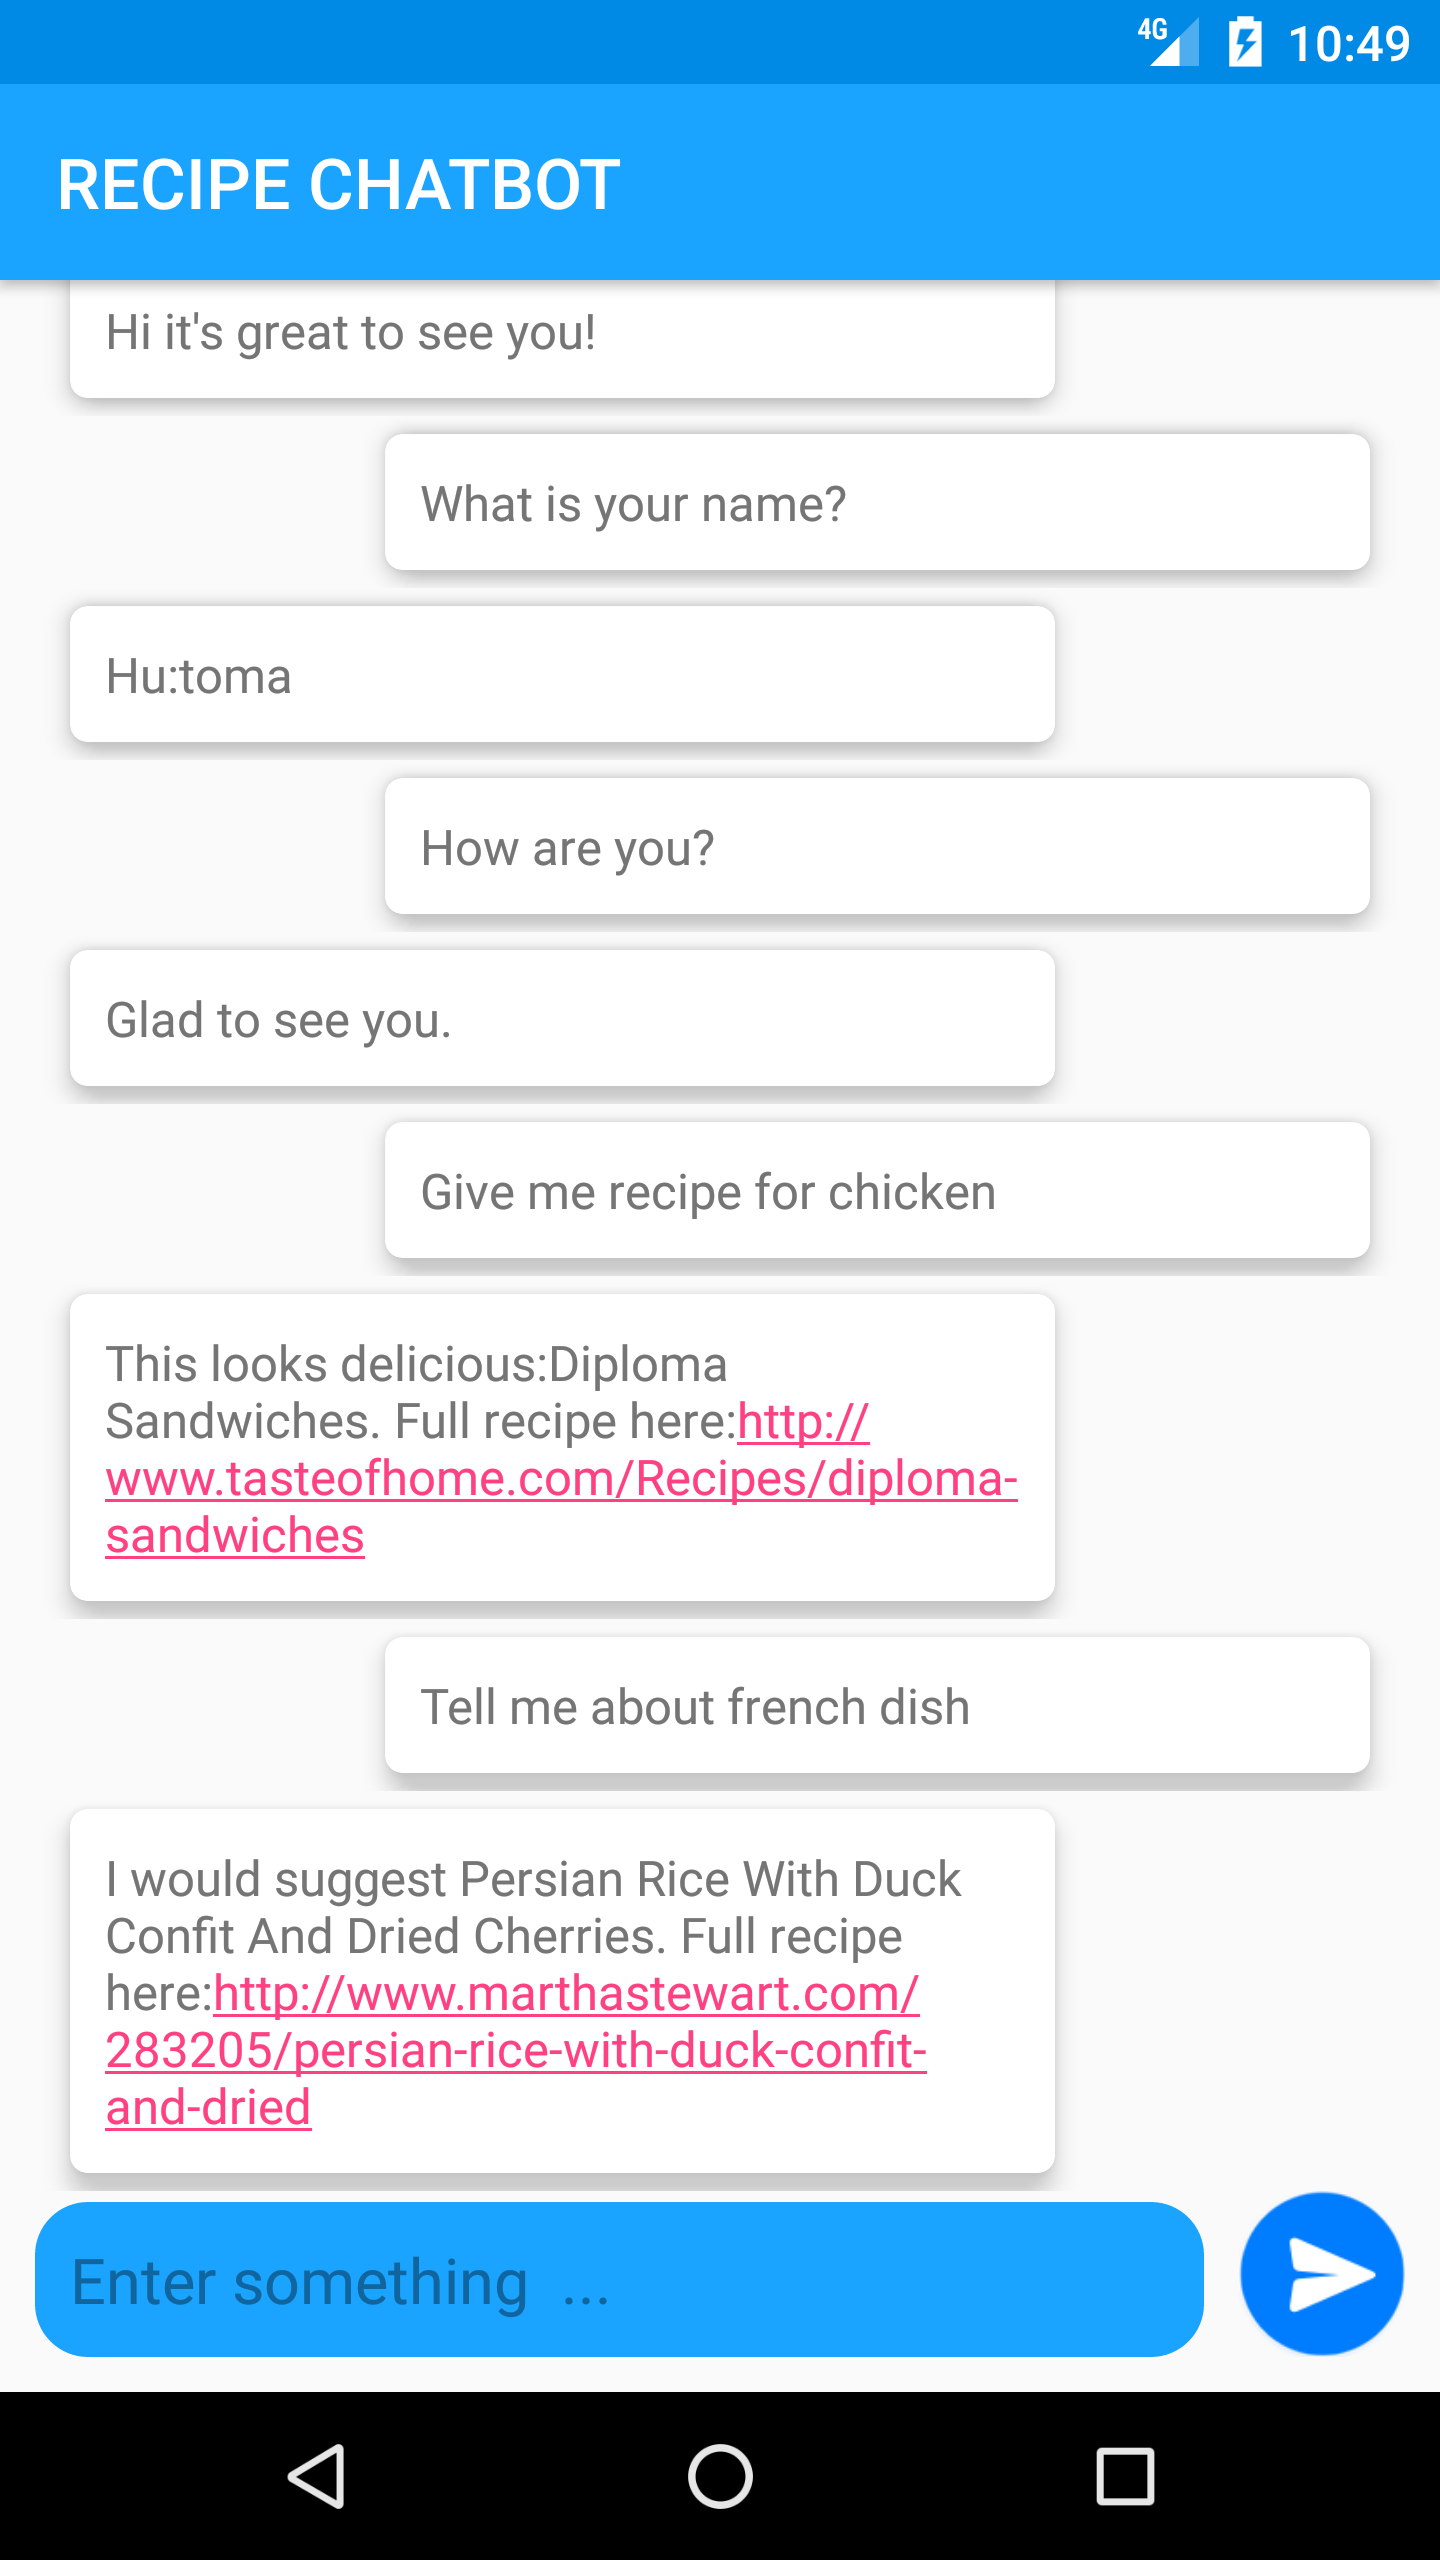 4G 10:49
RECIPE CHATBOT
Hi it's great to see you!
What is your name?
Hu:toma
How are you?
Glad to see you.
Give me recipe for chicken
This looks delicious:Diploma
Sandwiches. Full recipe here:http://
www.tasteofhome.com/Recipes/diploma-
sandwiches
Tell me about french dish
I would suggest Persian Rice With Duck
Confit And Dried Cherries. Full recipe
here:http://www.marthastewart.com/
283205/persian-rice-with-duck-confit-
and-dried
Enter something  ...